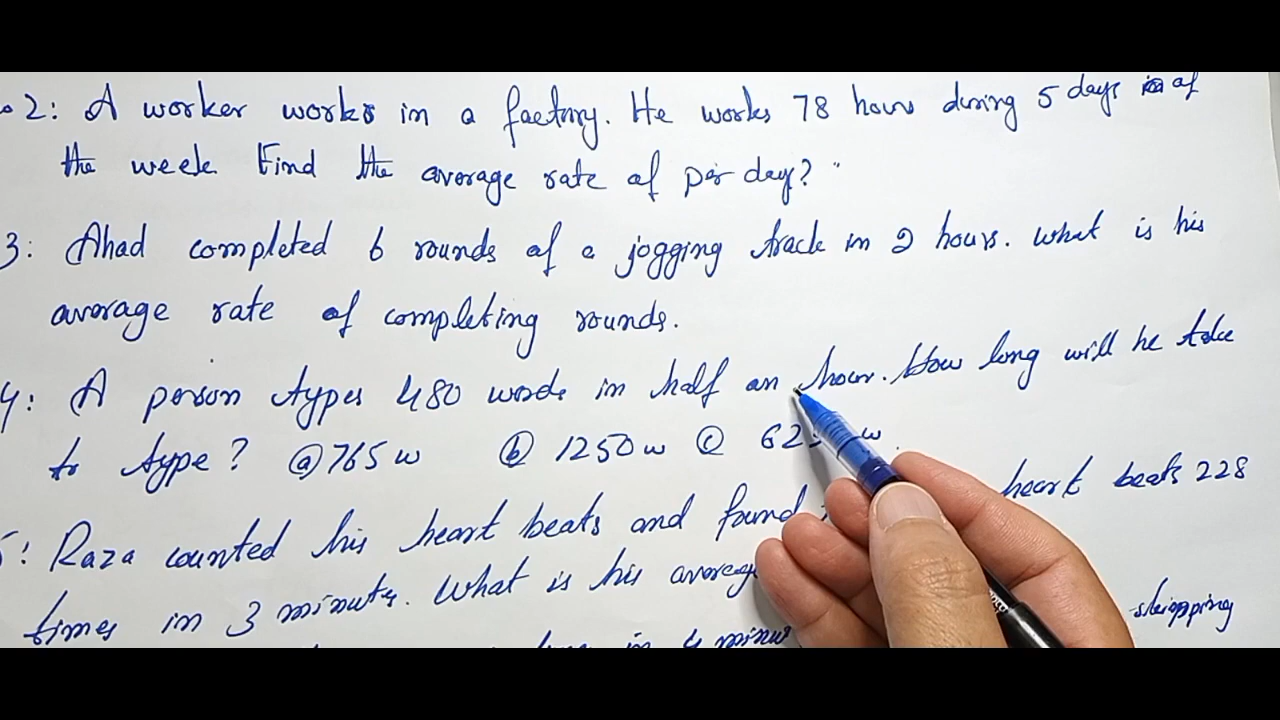 2: A worker works in a factory. He works 78 hours during 5 days of
the week Find the average rate of per day?
3: Ahad completed 6 rounds of a jogging track in 2 hours. What is his
average rate of completing rounds.
4: A person types 480 words in half an hour. How long will he take
to type? (a) 765 w (b) 1250 w (c) w.
5: Raza counted his heart beats and found heart beats 228
times in 3 minutes. What is his
in 4 skipping